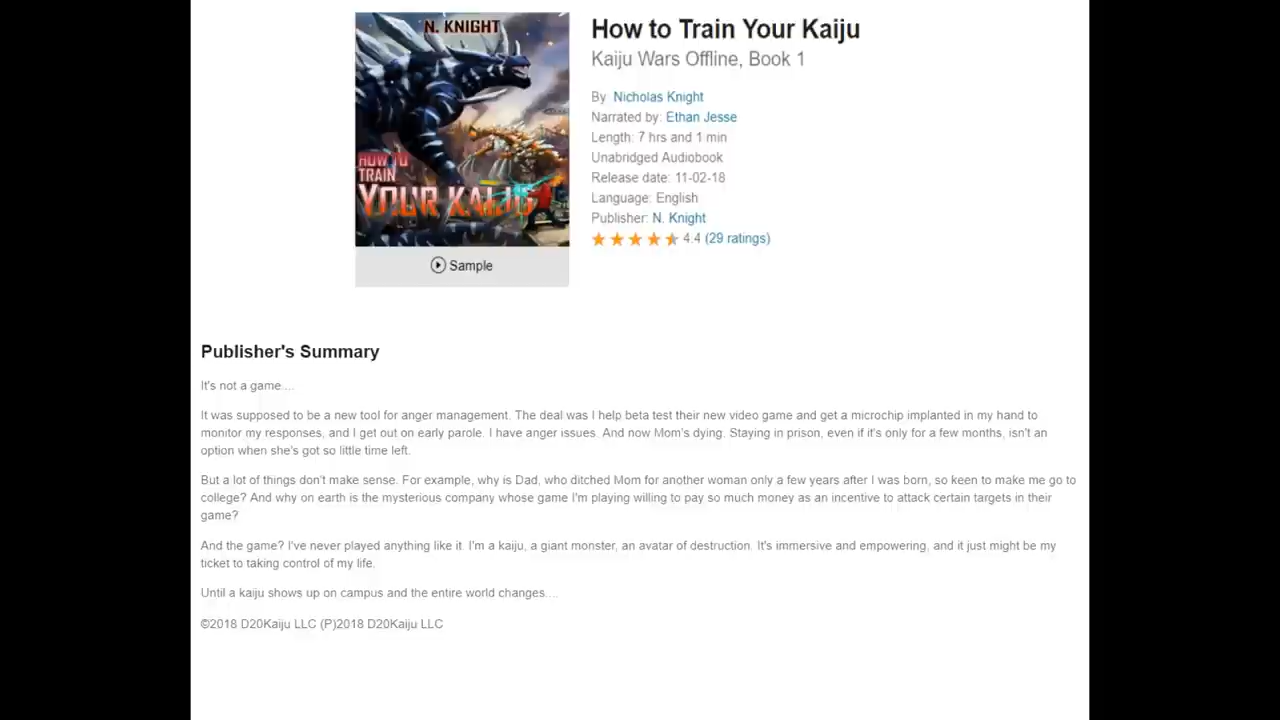 N. KNIGHT
HOW TO
TRAIN
YOUR KAIJU
Sample
How to Train Your Kaiju
Kaiju Wars Offline, Book 1
By Nicholas Knight
Narrated by: Ethan Jesse
Length: 7 hrs and 1 min
Unabridged Audiobook
Release date: 11-02-18
Language: English
Publisher: N. Knight
4.4 (29 ratings)
Publisher's Summary
It's not a game....
It was supposed to be a new tool for anger management. The deal was I help beta test their new video game and get a microchip implanted in my hand to
monitor my responses, and I get out on early parole. I have anger issues. And now Mom's dying. Staying in prison, even if it's only for a few months, isn't an
option when she's got so little time left.
But a lot of things don't make sense. For example, why is Dad, who ditched Mom for another woman only a few years after I was born, so keen to make me go to
college? And why on earth is the mysterious company whose game I'm playing willing to pay so much money as an incentive to attack certain targets in their
game?
And the game? I've never played anything like it. I'm a kaiju, a giant monster, an avatar of destruction. It's immersive and empowering, and it just might be my
ticket to taking control of my life.
Until a kaiju shows up on campus and the entire world changes....
©2018 D20Kaiju LLC (P)2018 D20Kaiju LLC